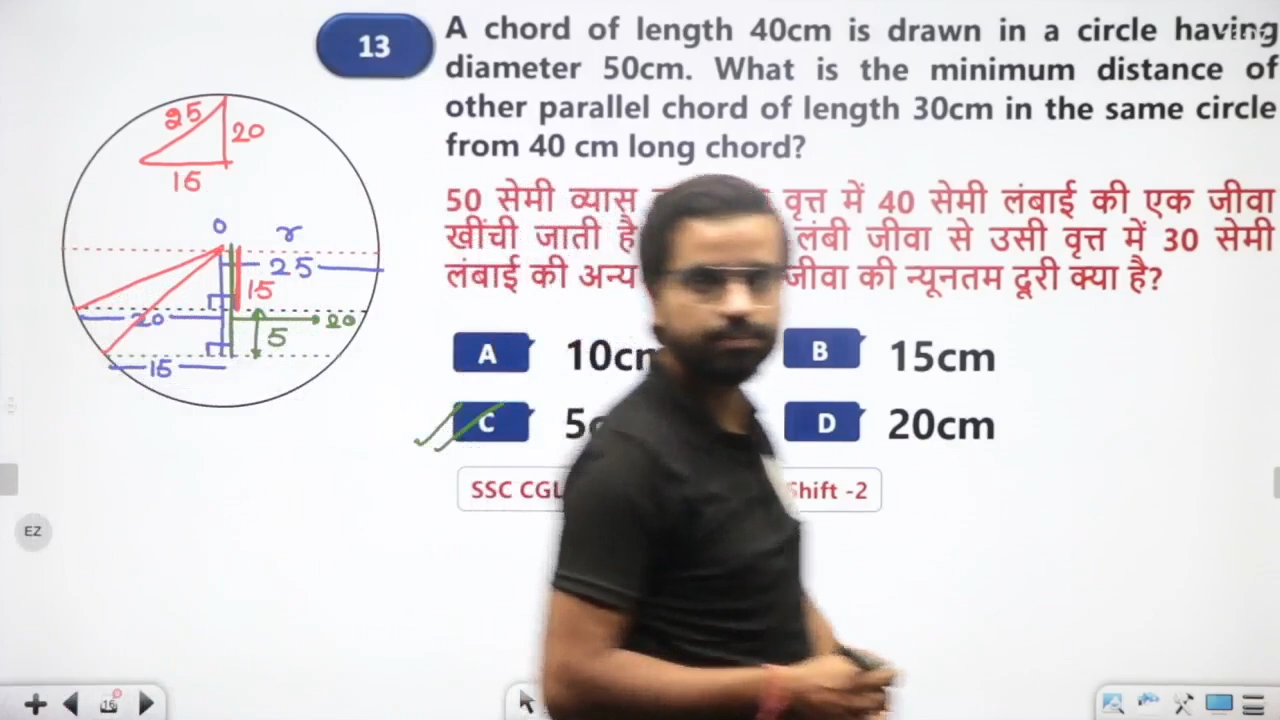 13
A chord of length 40cm is drawn in a circle having
diameter 50cm. What is the minimum distance of
other parallel chord of length 30cm in the same circle
from 40 cm long chord?
50 सेमी व्यास वृत्त में 40 सेमी लंबाई की एक जीवा
खींची जाती है लंबी जीवा से उसी वृत्त में 30 सेमी
लंबाई की अन्य जीवा की न्यूनतम दूरी क्या है?
25
20
15
0
r
25
15
20
20
5
15
A 10cm
B 15cm
C 5c
D 20cm
SSC CGL Shift -2
EZ
16